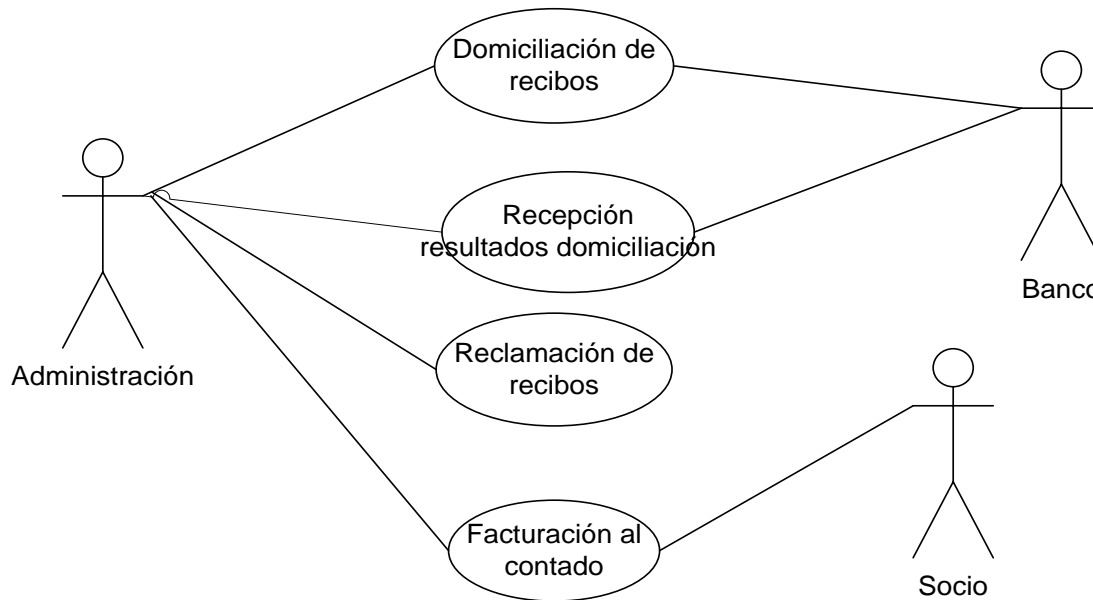 Domiciliación de
recibos
Recepción
resultados domiciliación
Banco
Reclamación de
recibos
Administración
Facturación al
contado
Socio